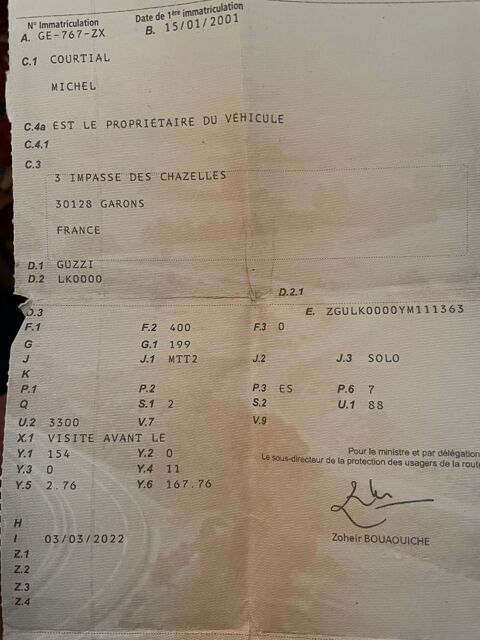 N° Immatriculation Date de 1ère immatriculation
A. GE-767-ZX B. 15/01/2001
C.1 COURTIAL
MICHEL
C.4a EST LE PROPRIÉTAIRE DU VÉHICULE
C.4.1
C.3
3 IMPASSE DES CHAZELLES
30128 GARONS
FRANCE
D.1 GUZZI
D.2 LK0000
D.2.1
D.3 E. ZGULK0000YM111363
F.1 F.2 400 F.3 0
G G.1 199
J J.1 MTT2 J.2 J.3 SOLO
K
P.1 P.2 P.3 ES P.6 7
Q S.1 2 S.2 U.1 88
U.2 3300 V.7 V.9
X.1 VISITE AVANT LE
Y.1 154 Y.2 0 Pour le ministre et par délégation
Y.3 0 Y.4 11 Le sous-directeur de la protection des usagers de la route
Y.5 2.76 Y.6 167.76
H
I 03/03/2022 Zoheir BOUAOUICHE
Z.1
Z.2
Z.3
Z.4